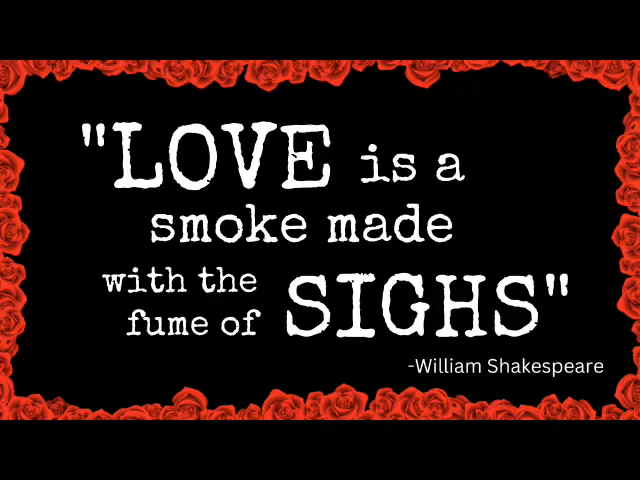 "LOVE is a
smoke made
with the
fume of SIGHS"
-William Shakespeare